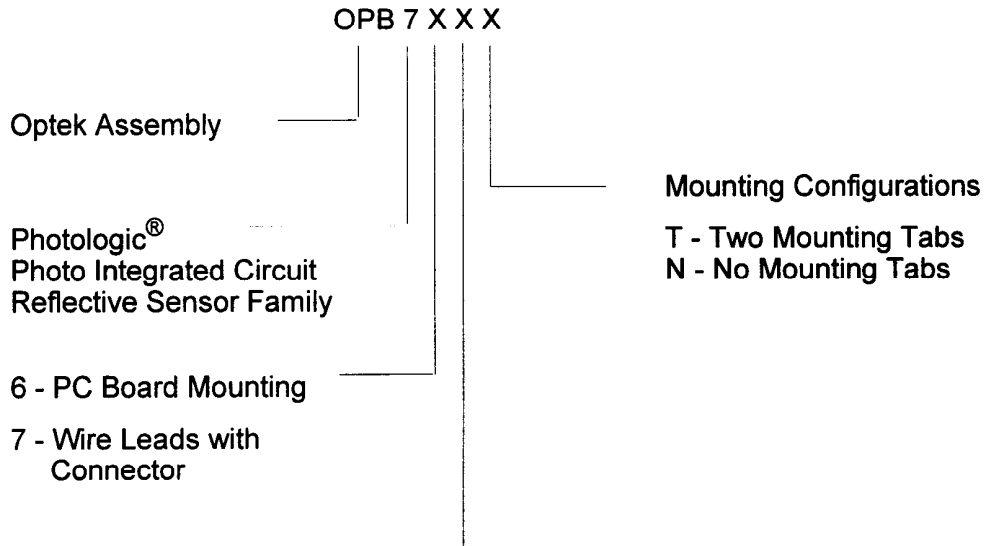 OPB 7 X X X
Optek Assembly
Mounting Configurations
T - Two Mounting Tabs
N - No Mounting Tabs
Photologic®
Photo Integrated Circuit
Reflective Sensor Family
6 - PC Board Mounting
7 - Wire Leads with
Connector